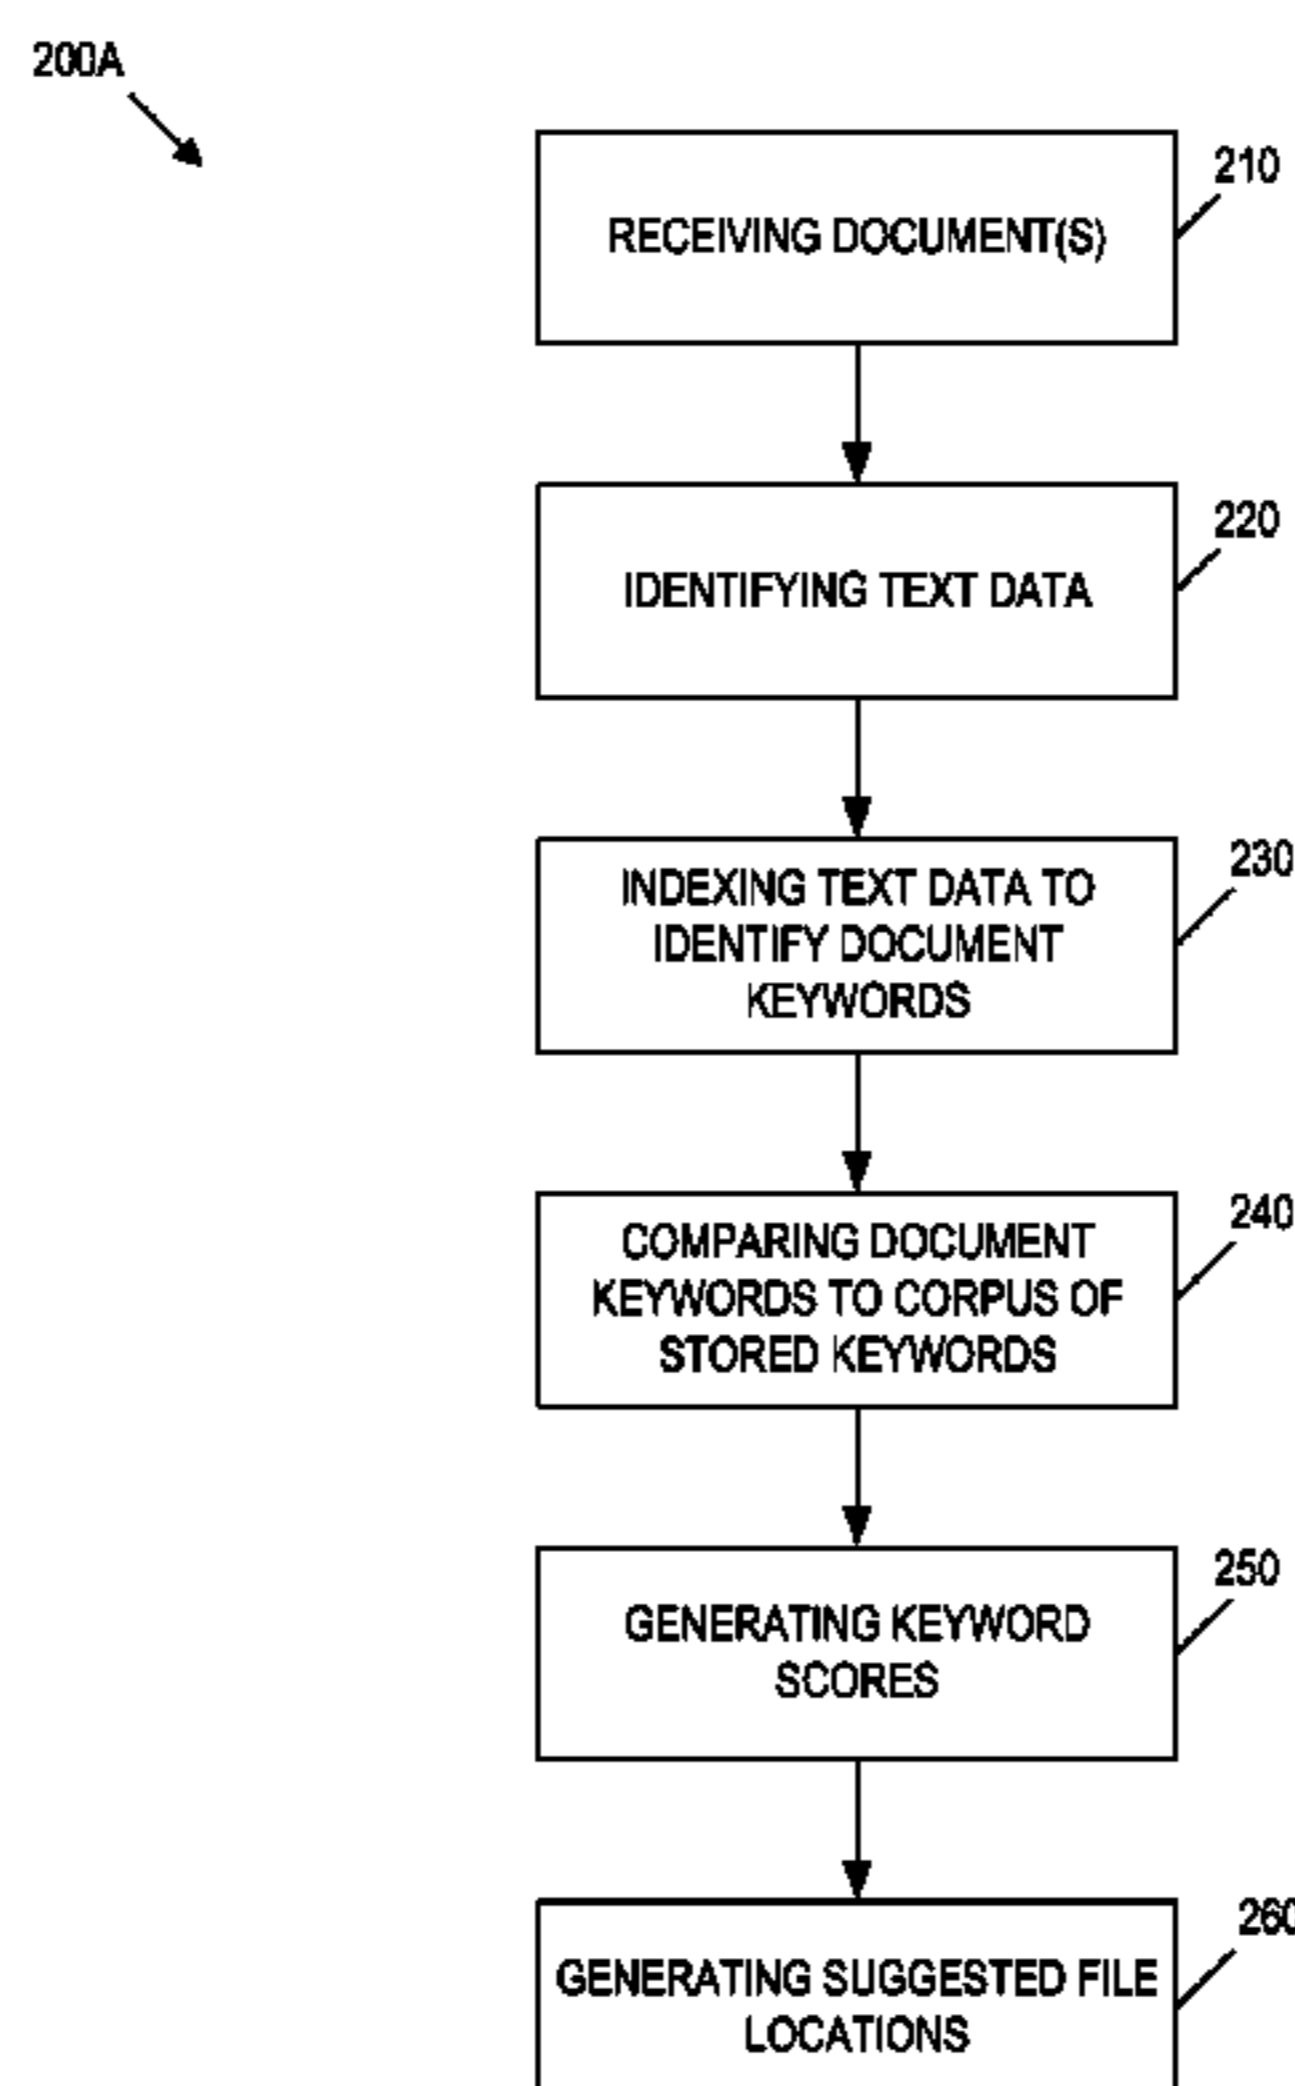 200A
210
RECEIVING DOCUMENT(S)
220
IDENTIFYING TEXT DATA
230
INDEXING TEXT DATA TO
IDENTIFY DOCUMENT
KEYWORDS
240
COMPARING DOCUMENT
KEYWORDS TO CORPUS OF
STORED KEYWORDS
250
GENERATING KEYWORD
SCORES
260
GENERATING SUGGESTED FILE
LOCATIONS